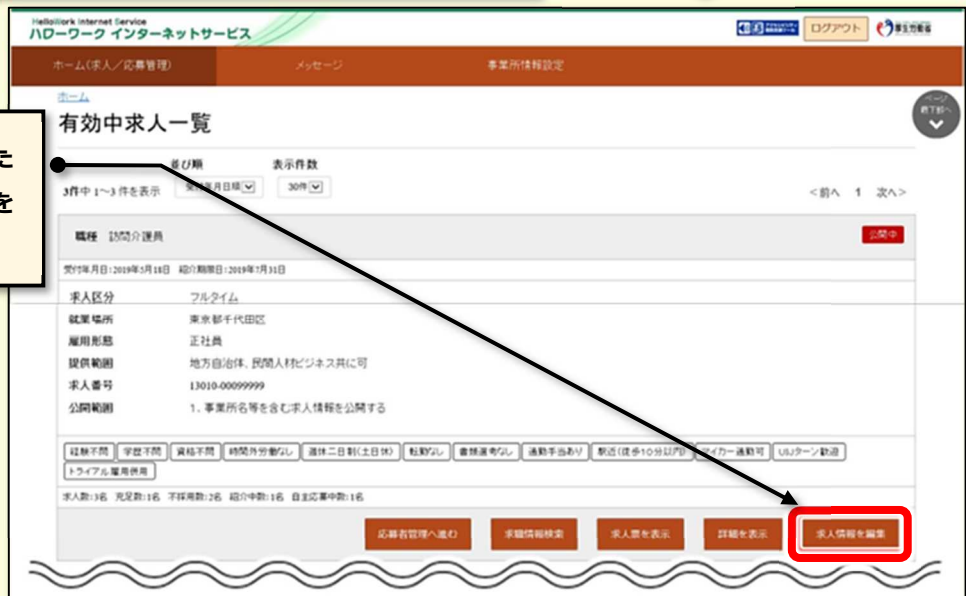 HelloWork Internet Service
ハローワーク インターネットサービス
ログアウト
厚生労働省
ホーム(求人／応募管理)
メッセージ
事業所情報設定
ホーム
有効中求人一覧
た
を
並び順
表示件数
3件中 1～3 件を表示
受付年月日順
30件
<前へ 1 次へ>
職種 訪問介護員
公開中
受付年月日:2019年5月18日 紹介期限日:2019年7月31日
求人区分 フルタイム
就業場所 東京都千代田区
雇用形態 正社員
提供範囲 地方自治体、民間人材ビジネス共に可
求人番号 13010-00099999
公開範囲 1. 事業所名等を含む求人情報を公開する
経験不問 学歴不問 資格不問 時間外労働なし 週休二日制(土日休) 転勤なし 書類選考なし 通勤手当あり 駅近(徒歩10分以内) マイカー通勤可 UIJターン歓迎
トライアル雇用併用
求人数:3名 充足数:1名 不採用数:2名 紹介中数:1名 自主応募中数:1名
応募者管理へ進む
求職情報検索
求人票を表示
詳細を表示
求人情報を編集